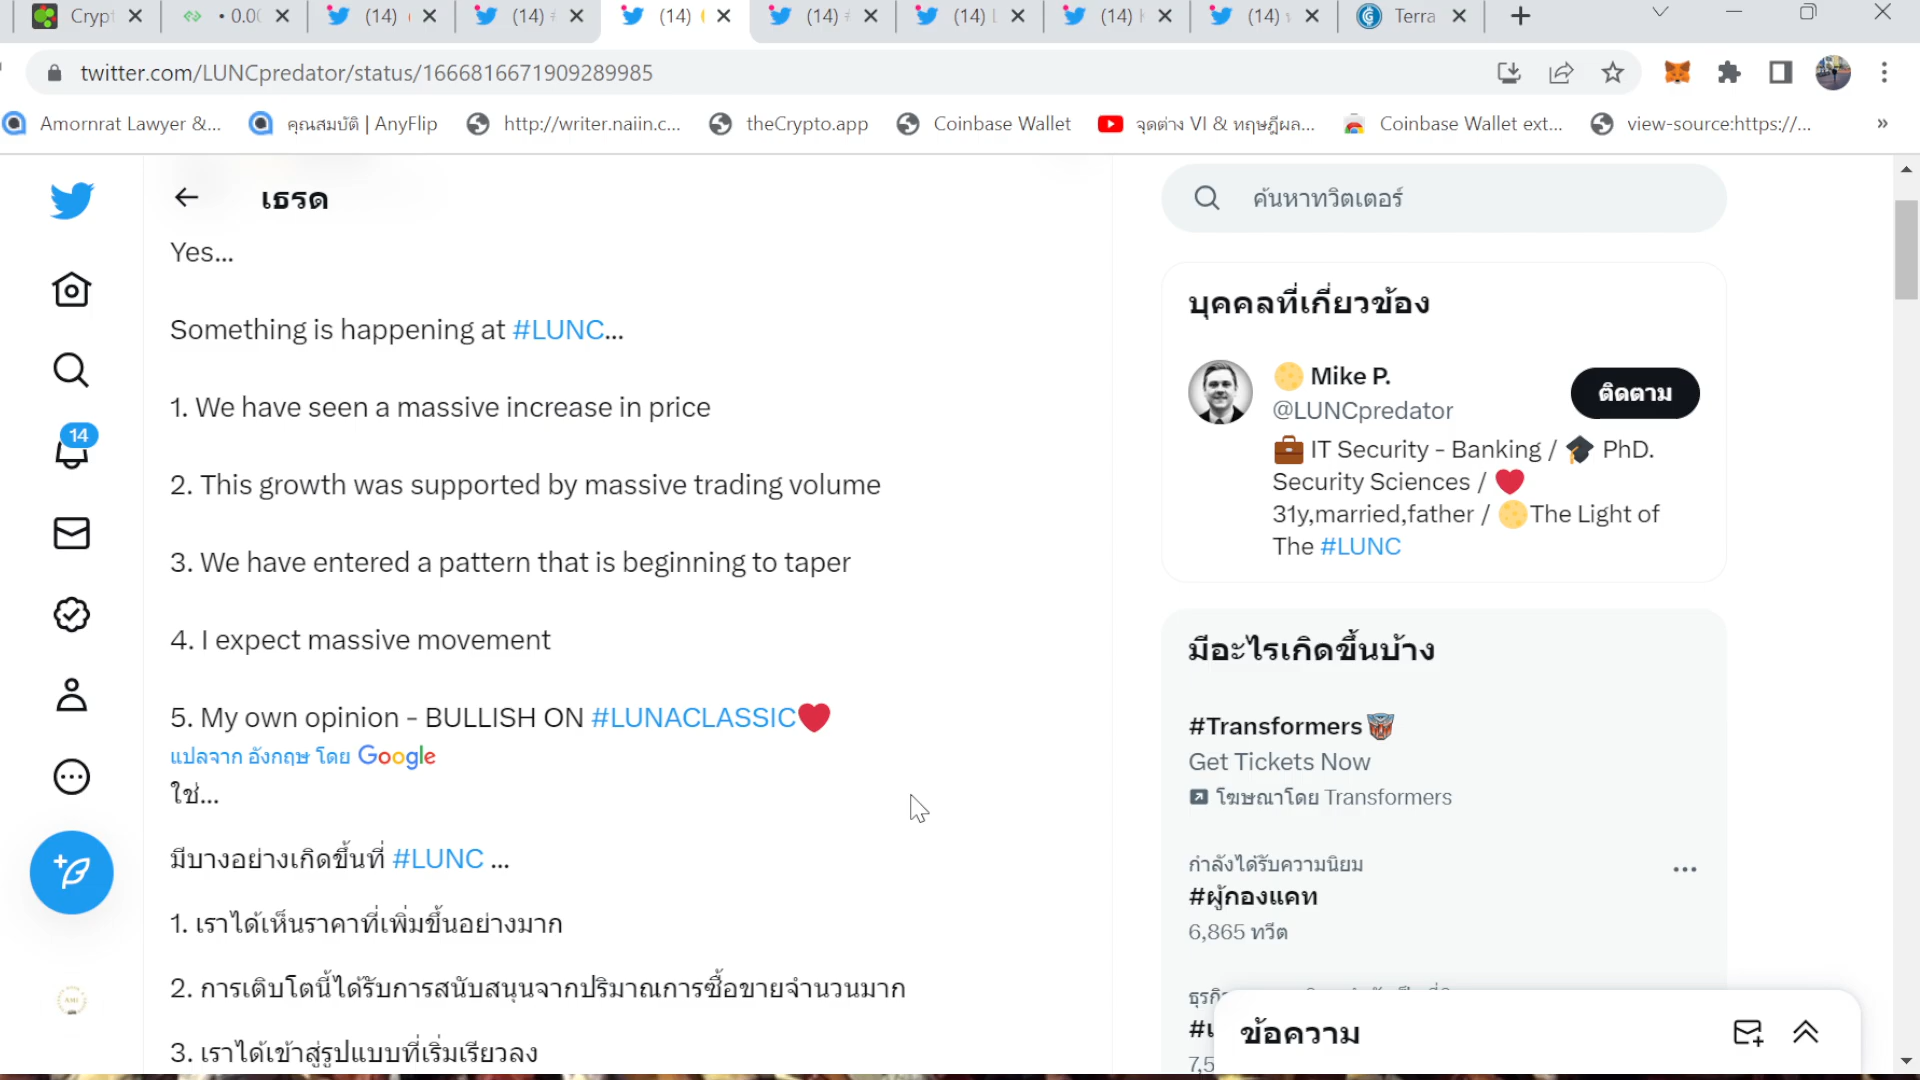 Cryp
0.0(
(14)
(14)
(14)
(14)
(14)
(14)
(14)
Terra
twitter.com/LUNCpredator/status/1666816671909289985
Amornrat Lawyer &...
คุณสมบัติ | AnyFlip
http://writer.naiin.c...
theCrypto.app
Coinbase Wallet
จุดต่าง VI & ทฤษฎีผล...
Coinbase Wallet ext...
view-source:https://...
»
14
เธรด
Yes...
Something is happening at #LUNC...
1. We have seen a massive increase in price
2. This growth was supported by massive trading volume
3. We have entered a pattern that is beginning to taper
4. I expect massive movement
5. My own opinion - BULLISH ON #LUNACLASSIC❤️
แปลจาก อังกฤษ โดย Google
ใช่...
มีบางอย่างเกิดขึ้นที่ #LUNC ...
1. เราได้เห็นราคาที่เพิ่มขึ้นอย่างมาก
2. การเติบโตนี้ได้รับการสนับสนุนจากปริมาณการซื้อขายจำนวนมาก
3. เราได้เข้าสู่รูปแบบที่เริ่มเรียวลง
ค้นหาทวิตเตอร์
บุคคลที่เกี่ยวข้อง
🌕 Mike P.
@LUNCpredator
ติดตาม
💼 IT Security - Banking / 🎓 PhD.
Security Sciences / ❤️
31y,married,father / 🌕The Light of
The #LUNC
มีอะไรเกิดขึ้นบ้าง
#Transformers
Get Tickets Now
โฆษณาโดย Transformers
กำลังได้รับความนิยม
#ผู้กองแคท
6,865 ทวีต
ข้อความ